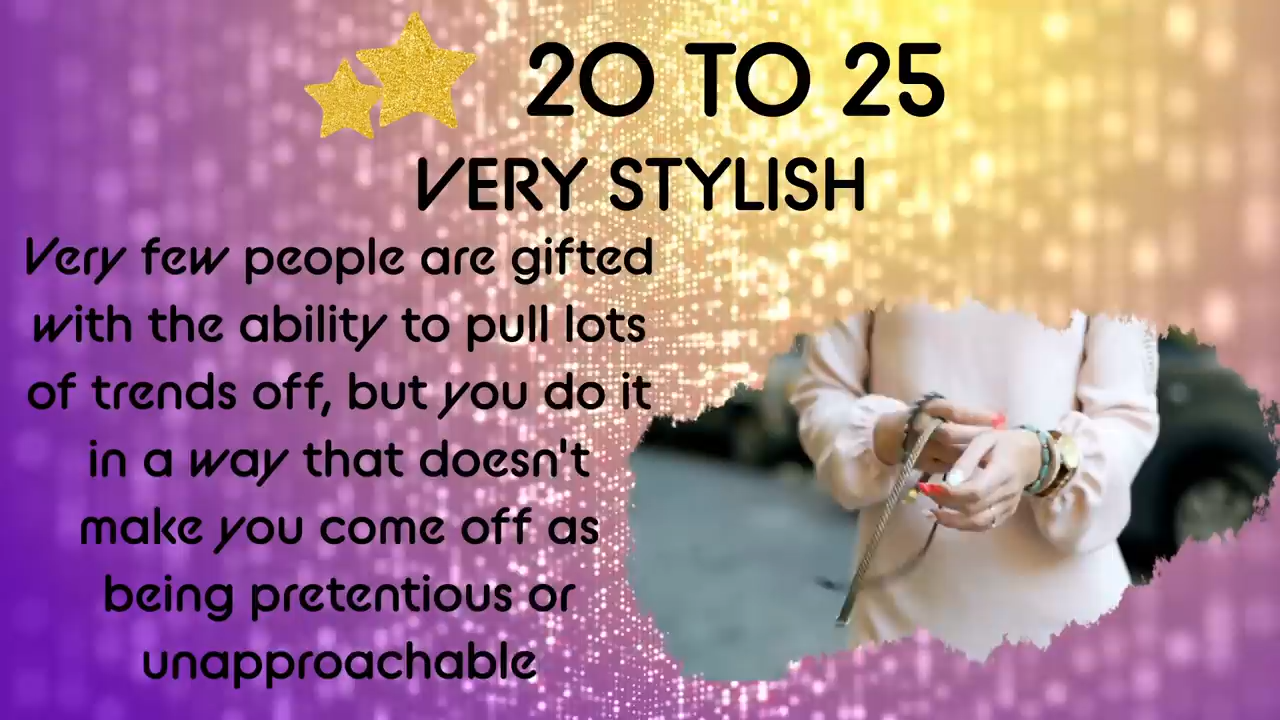 20 TO 25
VERY STYLISH
Very few people are gifted
with the ability to pull lots
of trends off, but you do it
in a way that doesn't
make you come off as
being pretentious or
unapproachable